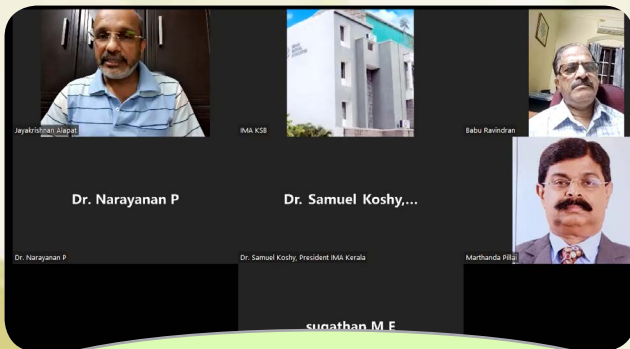 Jayakrishnan Alapat
IMA KSB
Babu Ravindran
Dr. Narayanan P
Dr. Samuel Koshy,...
Dr. Narayanan P
Dr. Samuel Koshy, President IMA Kerala
Marthanda Pillai
sugathan M E